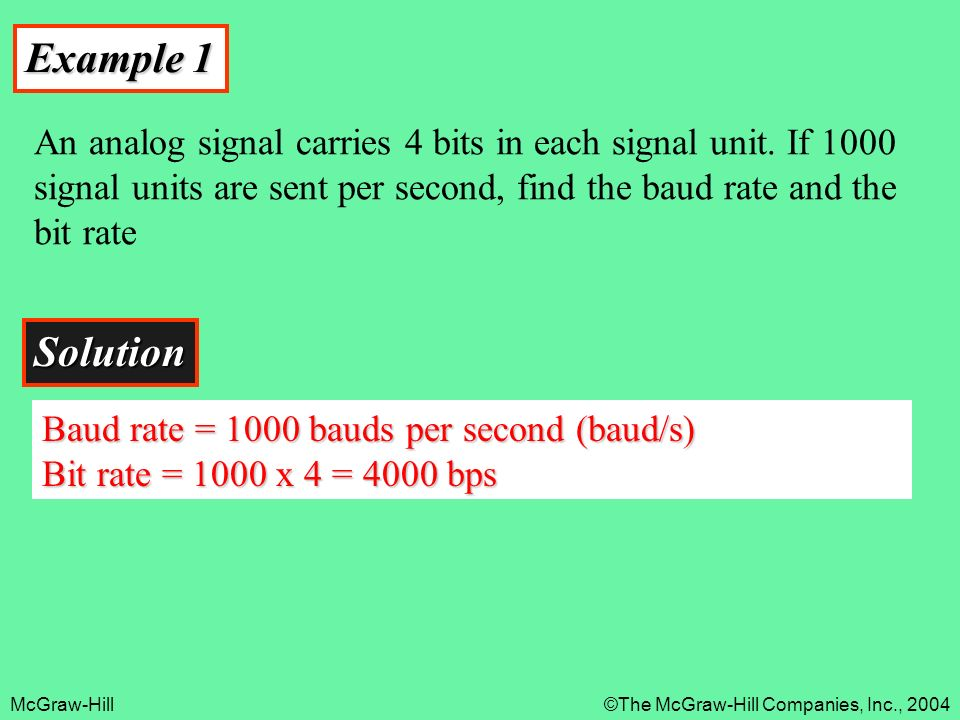 Example 1
An analog signal carries 4 bits in each signal unit. If 1000
signal units are sent per second, find the baud rate and the
bit rate
Solution
Baud rate = 1000 bauds per second (baud/s)
Bit rate = 1000 x 4 = 4000 bps
McGraw-Hill ©The McGraw-Hill Companies, Inc., 2004